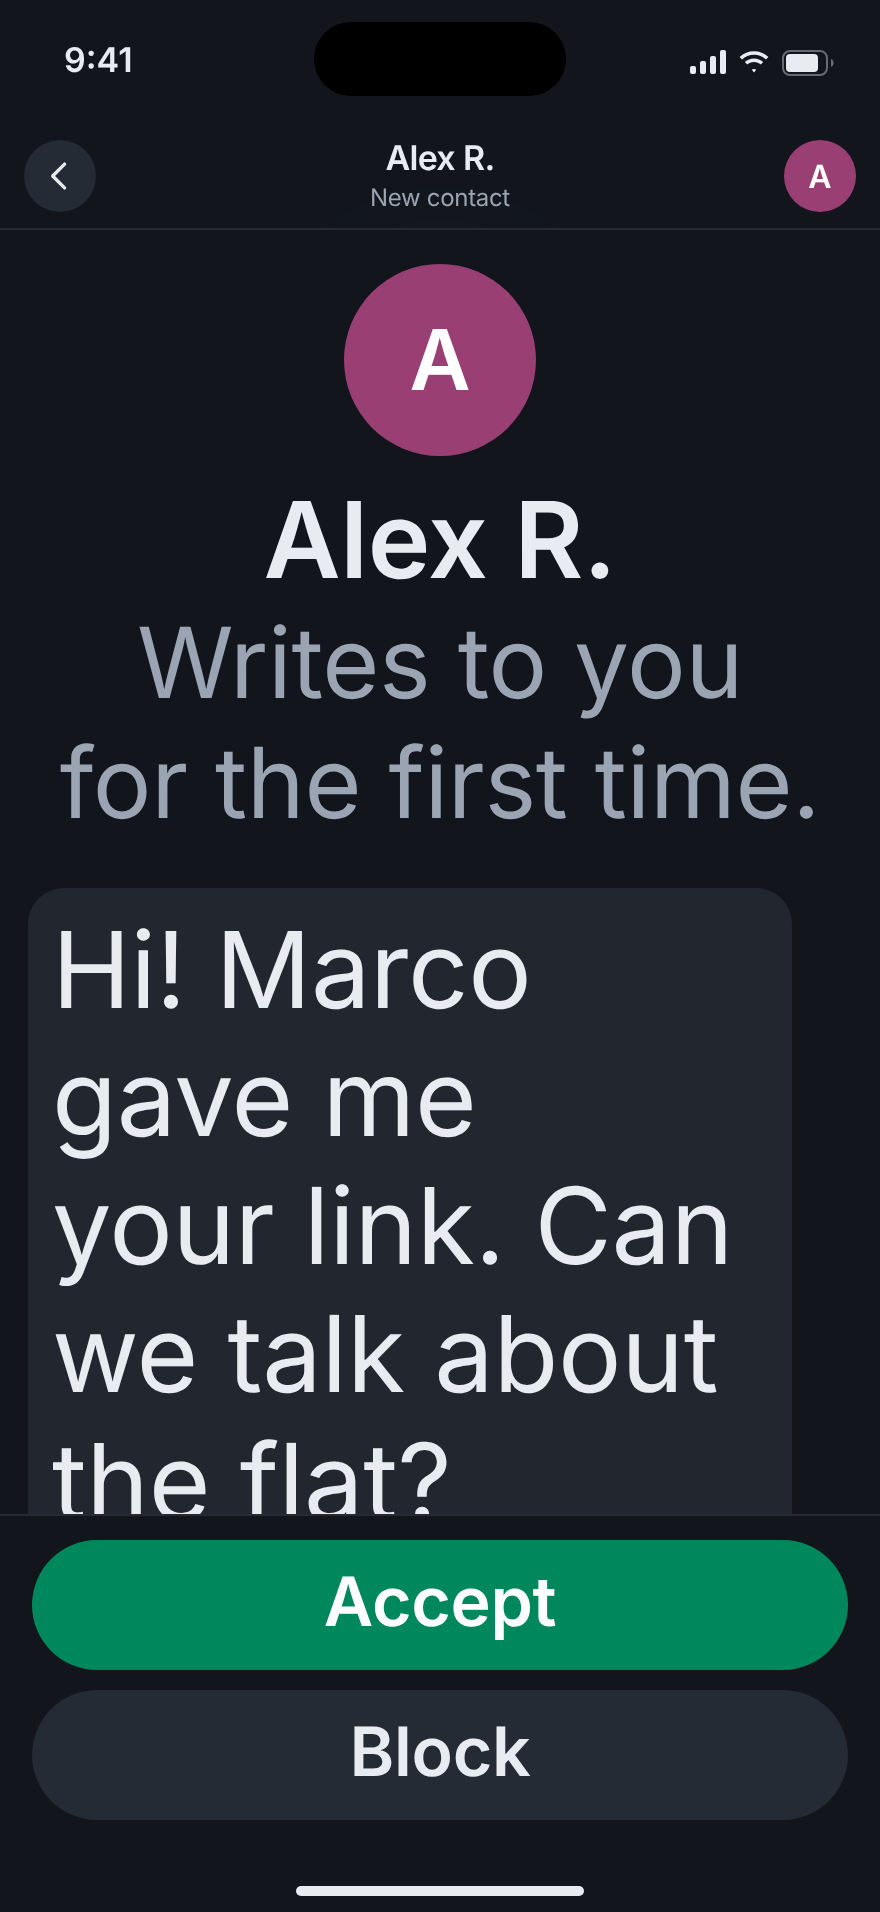 9:41
Alex R.
New contact
A
A
Alex R.
Writes to you
for the first time.
Hi! Marco
gave me
your link. Can
we talk about
the flat?
Accept
Block